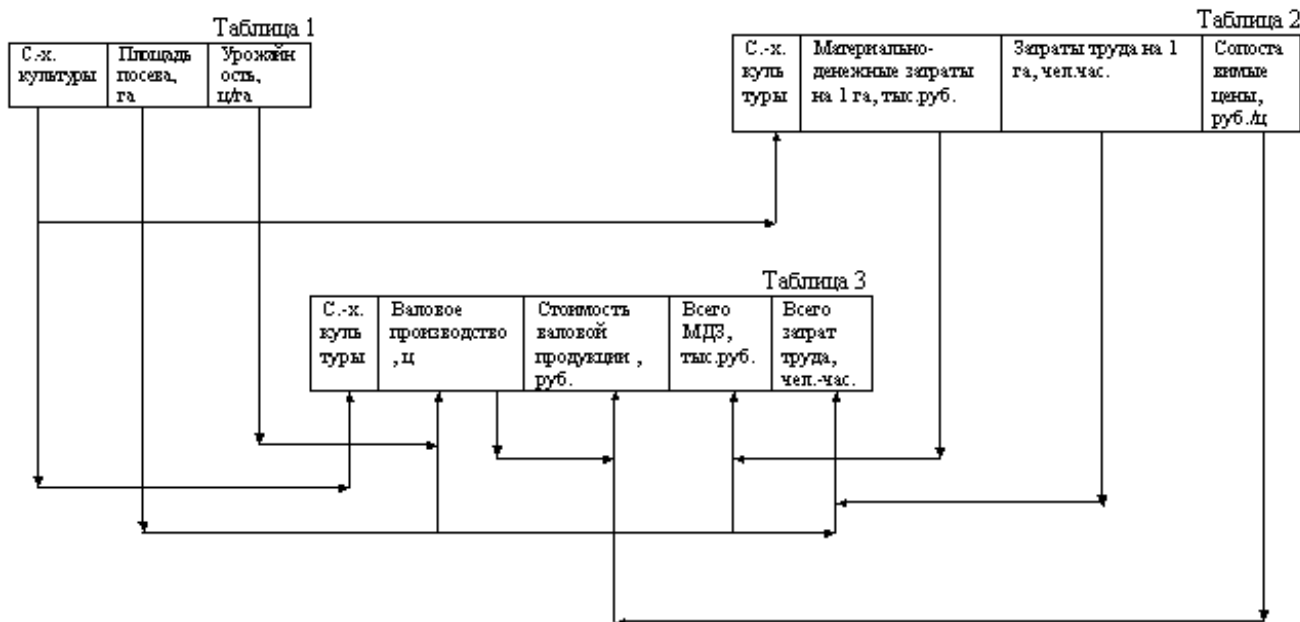 Таблица 1
С.-х.
культуры
Площадь
посева,
га
Урожайн
ость,
ц/га
Таблица 2
С.-х.
куль
туры
Материально-
денежные затраты
на 1 га, тыс.руб.
Затраты труда на 1
га, чел.час.
Сопоста
вимые
цены,
руб./ц
Таблица 3
С.-х.
куль
туры
Валовое
производство
, ц
Стоимость
валовой
продукции ,
руб.
Всего
МДЗ,
тыс.руб.
Всего
затрат
труда,
чел.-час.